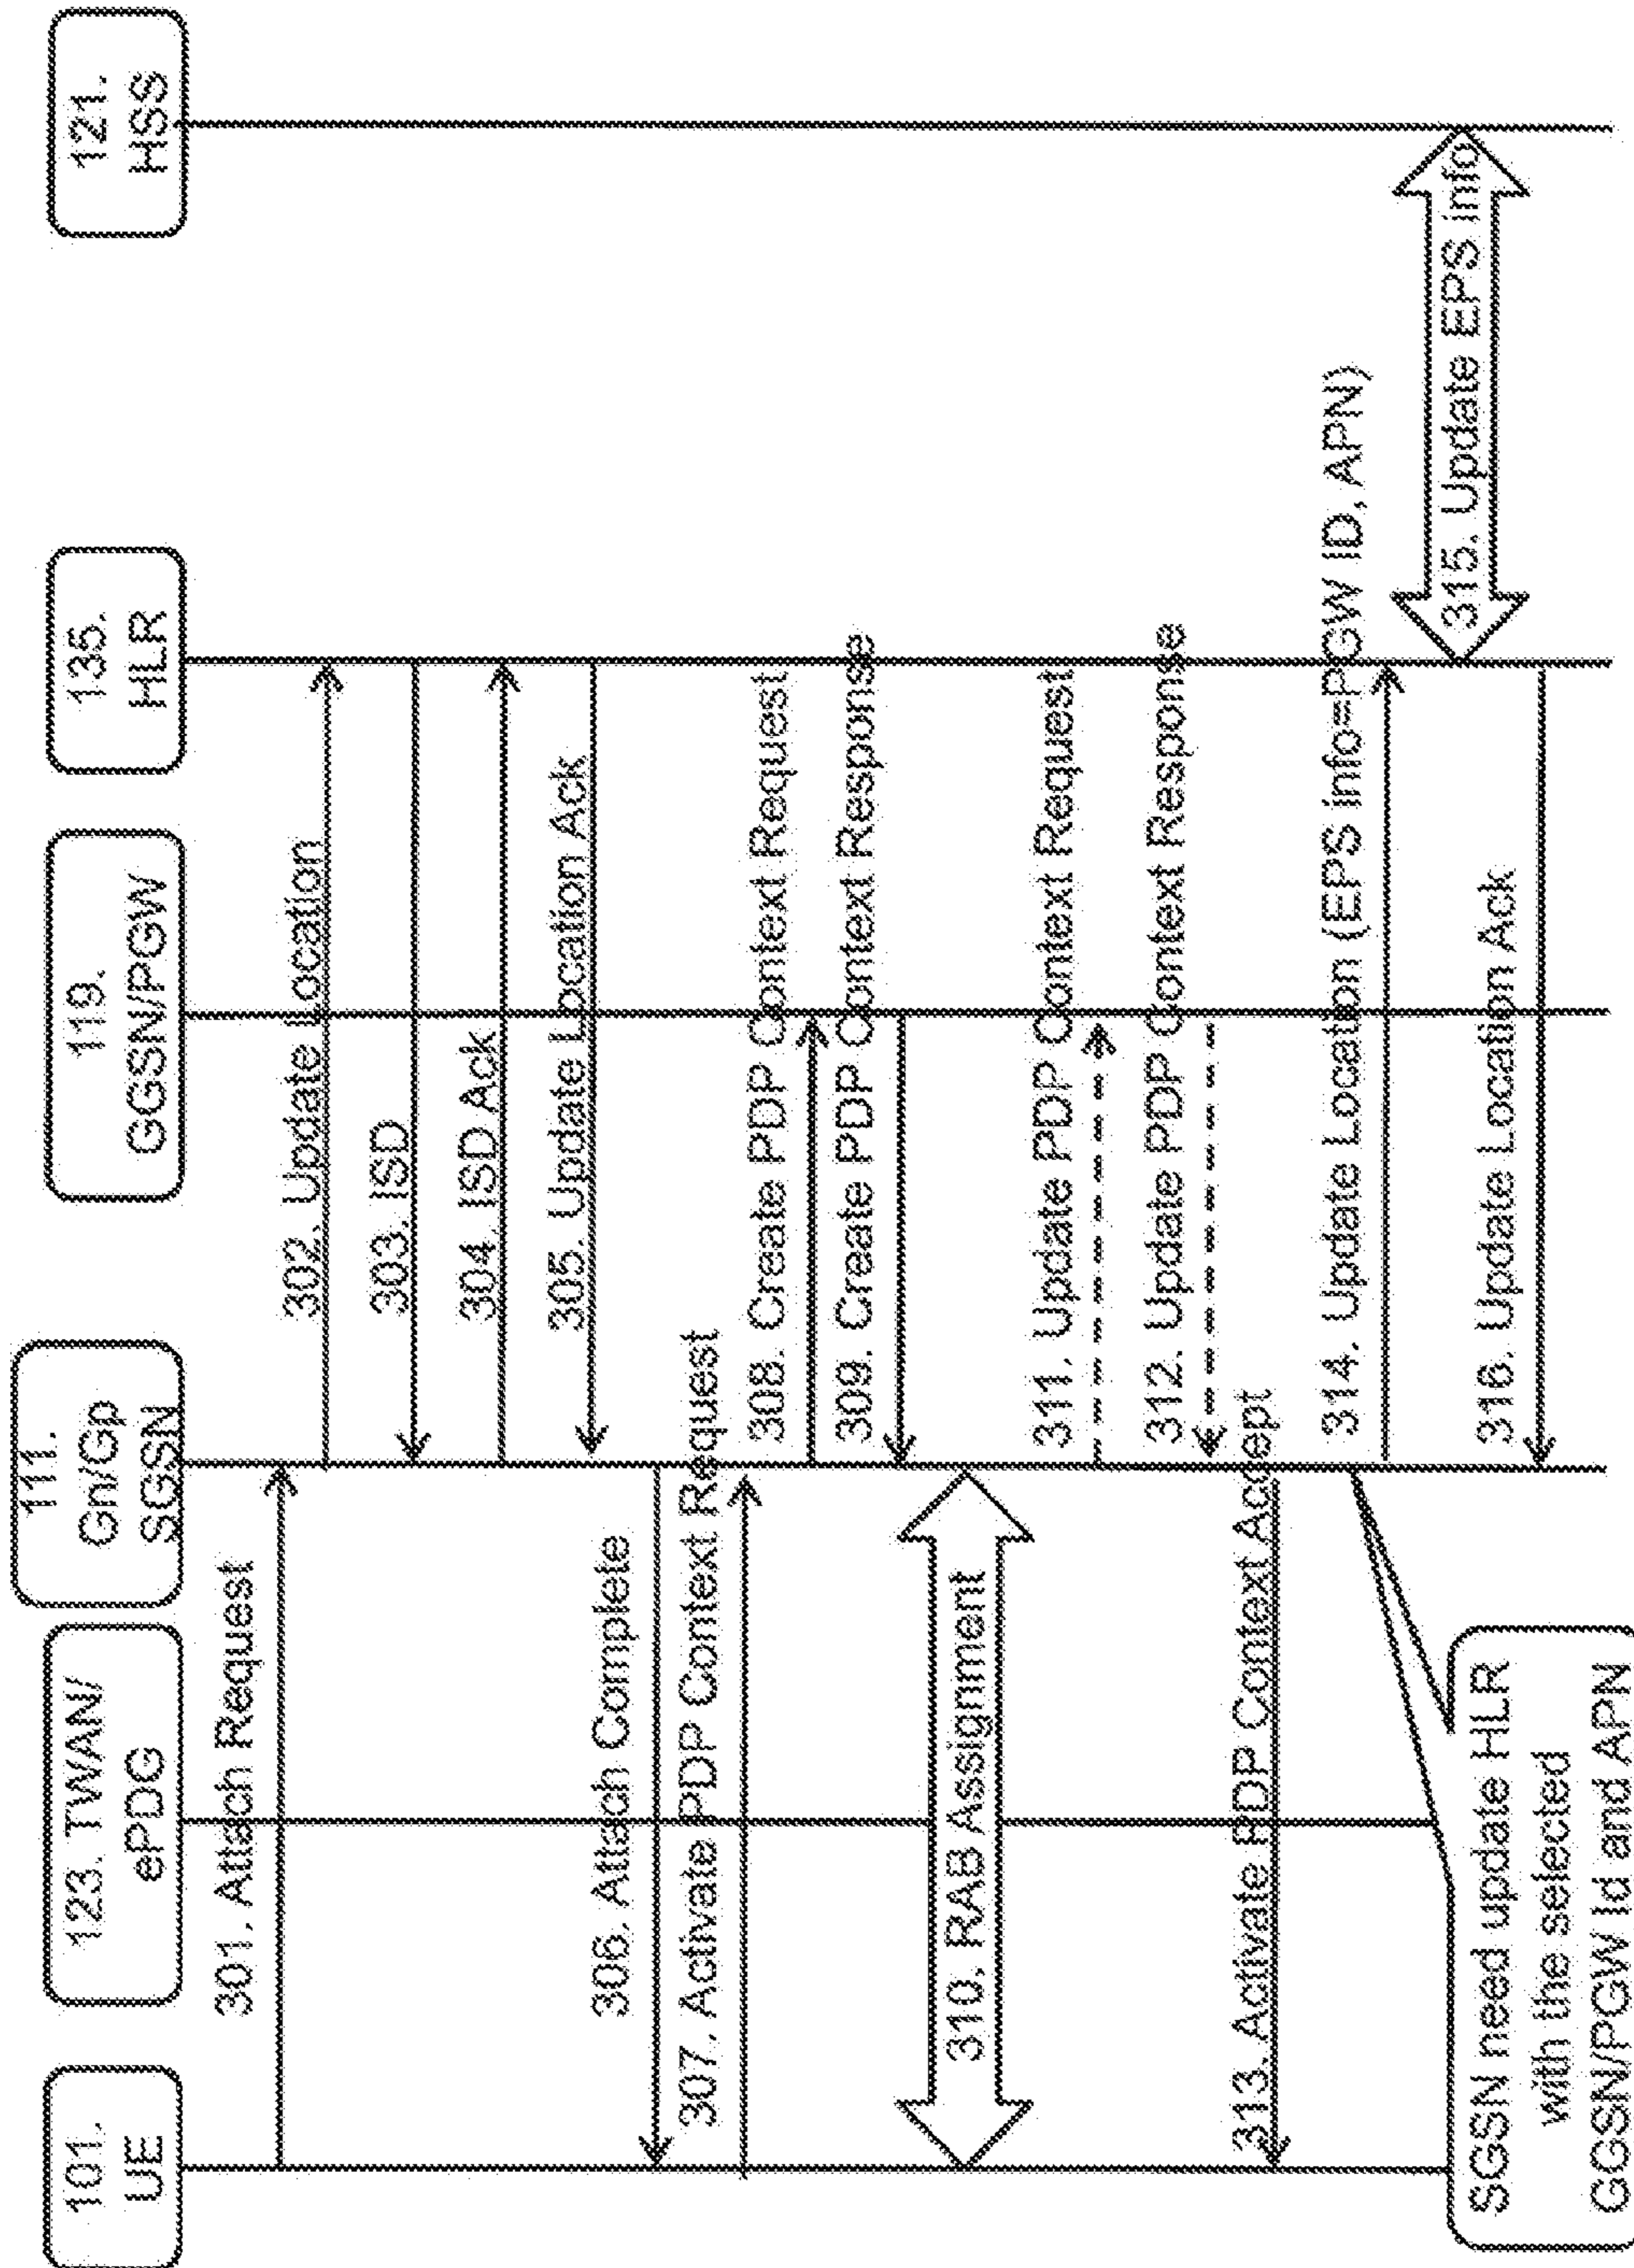 101.
UE
123. TWAN/
ePDG
111.
Gn/Gp
SGSN
119.
GGSN/PGW
135.
HLR
121.
HSS
301. Attach Request
302. Update Location
303. ISD
304. ISD Ack
305. Update Location Ack
306. Attach Complete
307. Activate PDP Context Request
308. Create PDP Context Request
309. Create PDP Context Response
310. RAB Assignment
311. Update PDP Context Request
312. Update PDP Context Response
313. Activate PDP Context Accept
314. Update Location (EPS info=PGW ID, APN)
315. Update EPS info
316. Update Location Ack
SGSN need update HLR
with the selected
GGSN/PGW Id and APN